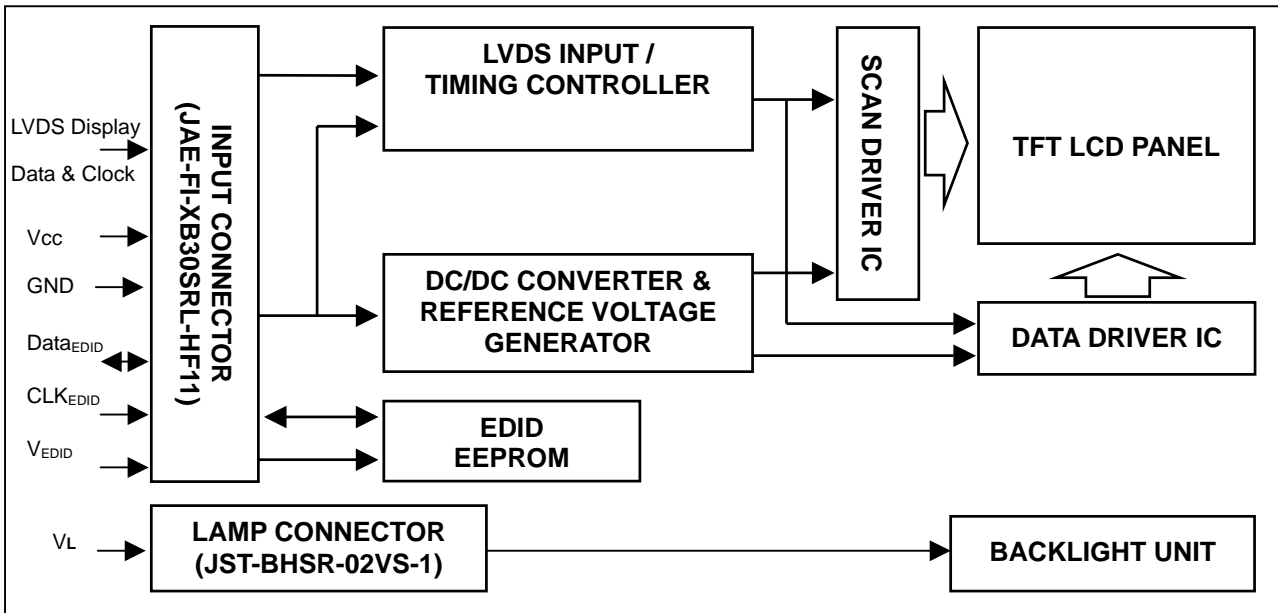 LVDS Display
Data & Clock
Vcc
GND
DataEDID
CLKEDID
VEDID
VL
INPUT CONNECTOR
(JAE-FI-XB30SRL-HF11)
LVDS INPUT /
TIMING CONTROLLER
DC/DC CONVERTER &
REFERENCE VOLTAGE
GENERATOR
EDID
EEPROM
LAMP CONNECTOR
(JST-BHSR-02VS-1)
SCAN DRIVER IC
TFT LCD PANEL
DATA DRIVER IC
BACKLIGHT UNIT